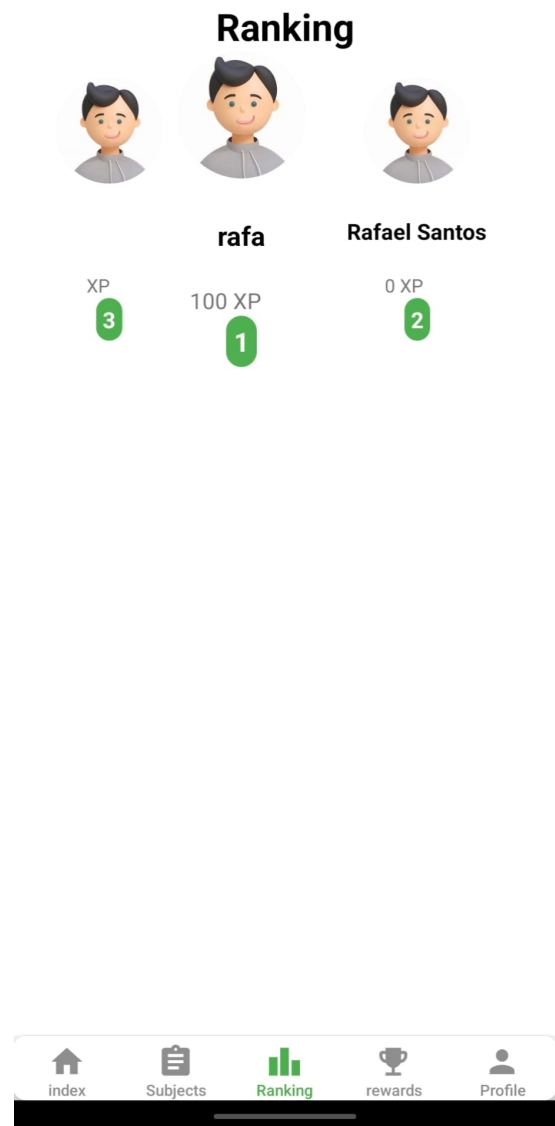 Ranking
rafa
Rafael Santos
XP
100 XP
0 XP
3
1
2
index
Subjects
Ranking
rewards
Profile